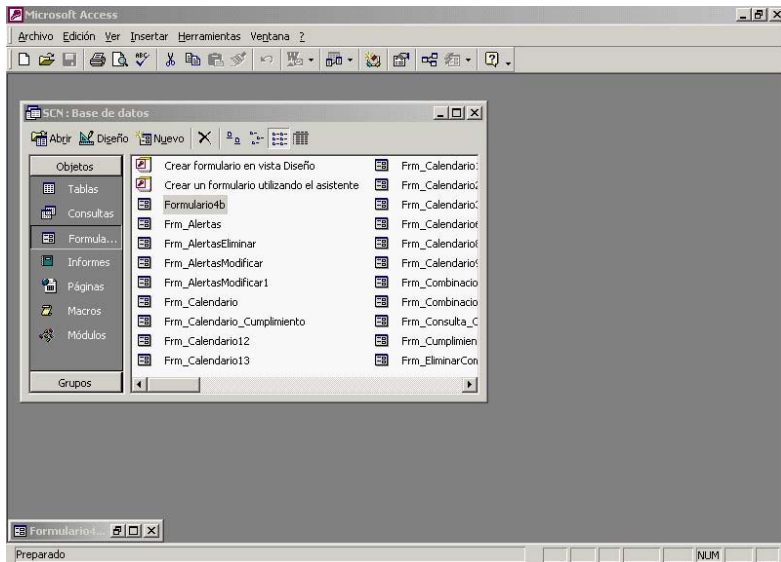 Microsoft Access
Archivo Edición Ver Insertar Herramientas Ventana ?
SCN : Base de datos
Abrir Diseño Nuevo
Objetos
Tablas
Consultas
Formula...
Informes
Páginas
Macros
Módulos
Grupos
Crear formulario en vista Diseño
Crear un formulario utilizando el asistente
Formulario4b
Frm_Alertas
Frm_AlertasEliminar
Frm_AlertasModificar
Frm_AlertasModificar1
Frm_Calendario
Frm_Calendario_Cumplimiento
Frm_Calendario12
Frm_Calendario13
Frm_Calendario
Frm_Calendario2
Frm_Calendario
Frm_Calendario
Frm_Calendario
Frm_Calendario
Frm_Combinacio
Frm_Combinacio
Frm_Consulta_C
Frm_Cumplimien
Frm_EliminarCon
Formulario4...
Preparado
NUM